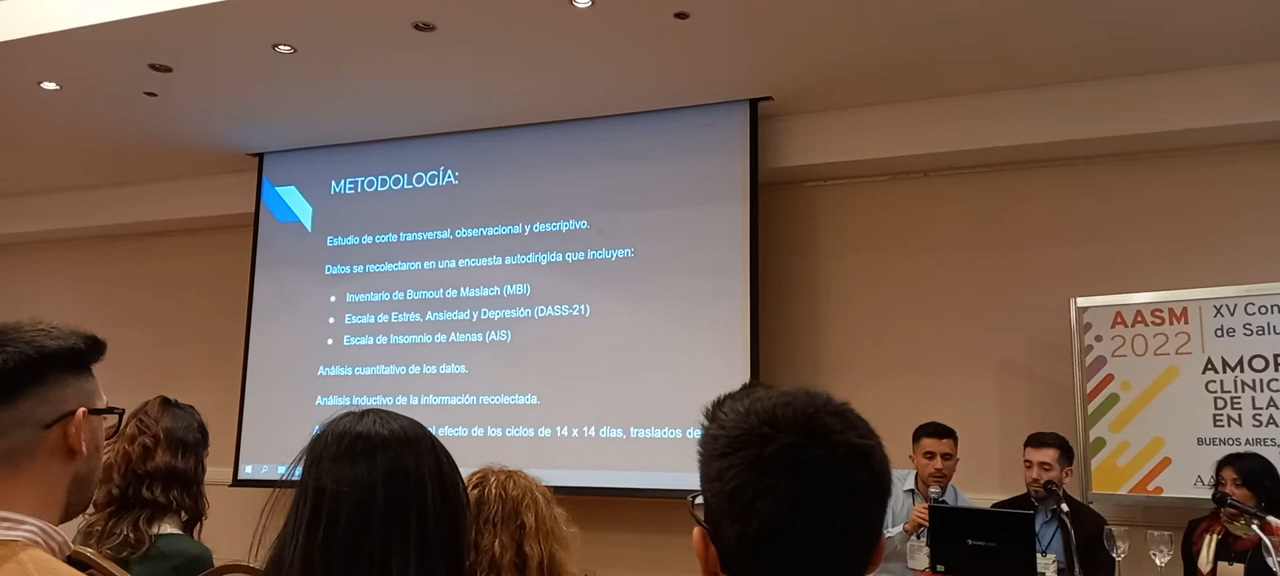 METODOLOGÍA:
Estudio de corte transversal, observacional y descriptivo.
Datos se recolectaron en una encuesta autodirigida que incluyen:
● Inventario de Burnout de Maslach (MBI)
● Escala de Estrés, Ansiedad y Depresión (DASS-21)
● Escala de Insomnio de Atenas (AIS)
Análisis cuantitativo de los datos.
Análisis inductivo de la información recolectada.
efecto de los ciclos de 14 x 14 días, traslados de
AASM
2022
XV Con
de Salu
AMOR
CLÍNIC
DE LA
EN SA
BUENOS AIRES,